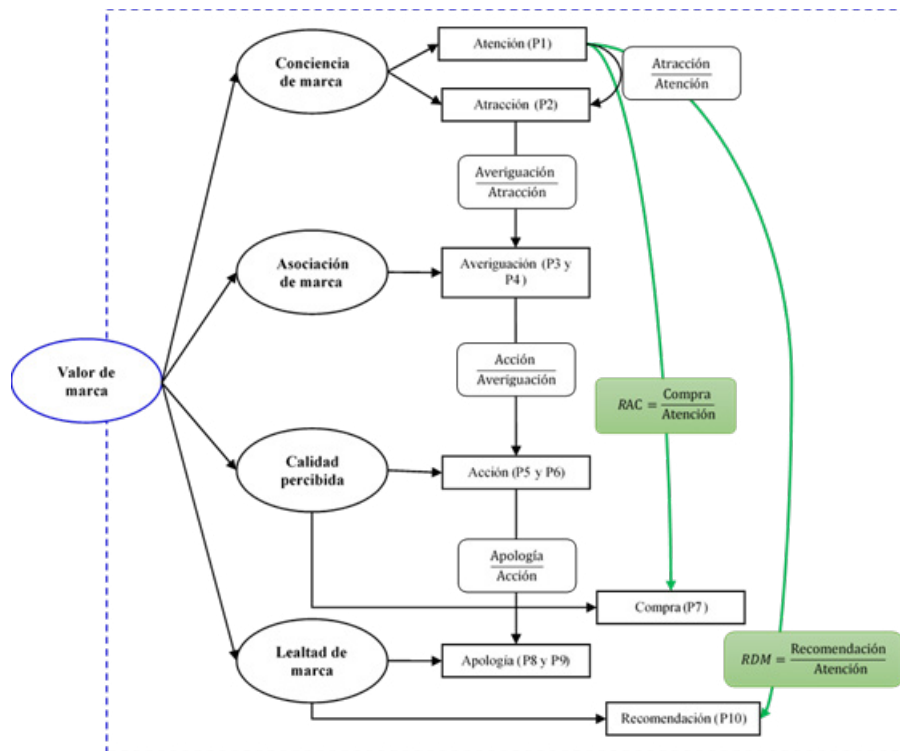 Conciencia
de marca
Atención (P1)
Atracción
Atención
Atracción (P2)
Averiguación
Atracción
Asociación
de marca
Averiguación (P3 y
P4)
Valor de
marca
Acción
Averiguación
RAC = Compra
Atención
Calidad
percibida
Acción (P5 y P6)
Apología
Acción
Compra (P7)
Lealtad de
marca
Apología (P8 y P9)
RDM = Recomendación
Atención
Recomendación (P10)